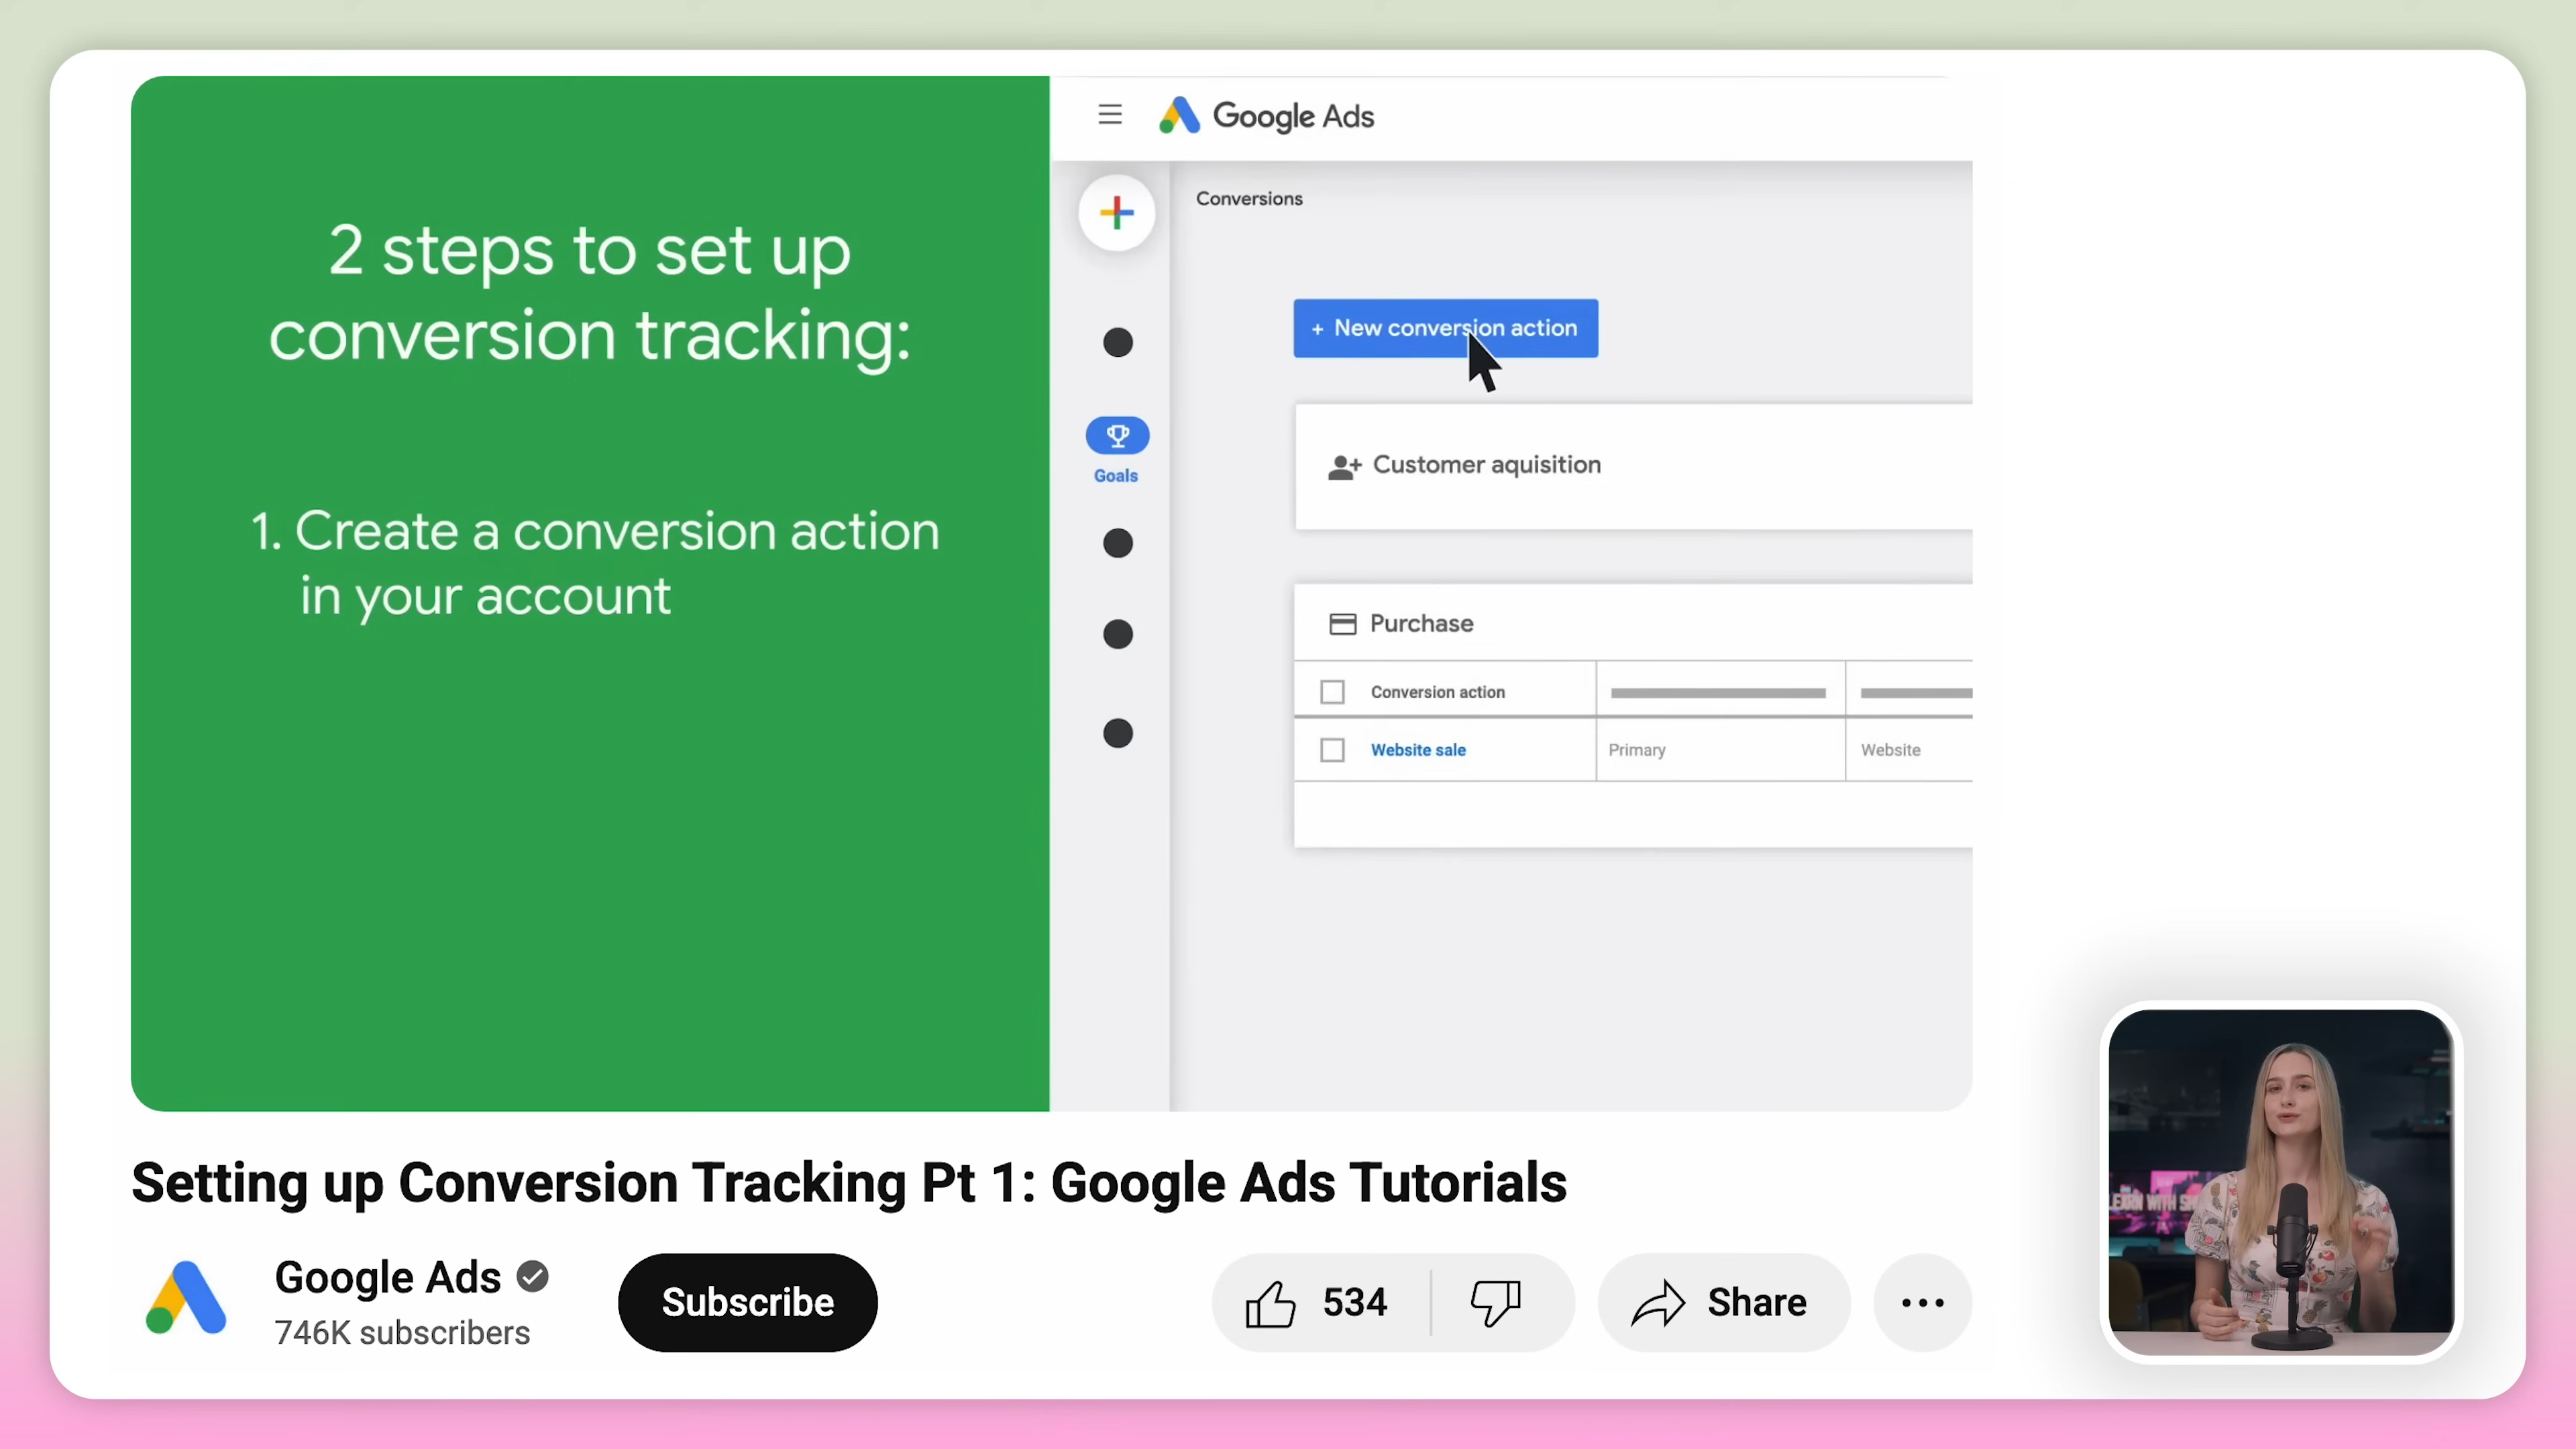 2 steps to set up
conversion tracking:
1. Create a conversion action
in your account
Google Ads
Conversions
+ New conversion action
Goals
Customer aquisition
Purchase
Conversion action
Website sale
Primary
Website
Setting up Conversion Tracking Pt 1: Google Ads Tutorials
Google Ads
746K subscribers
Subscribe
534
Share
LEARN WITH